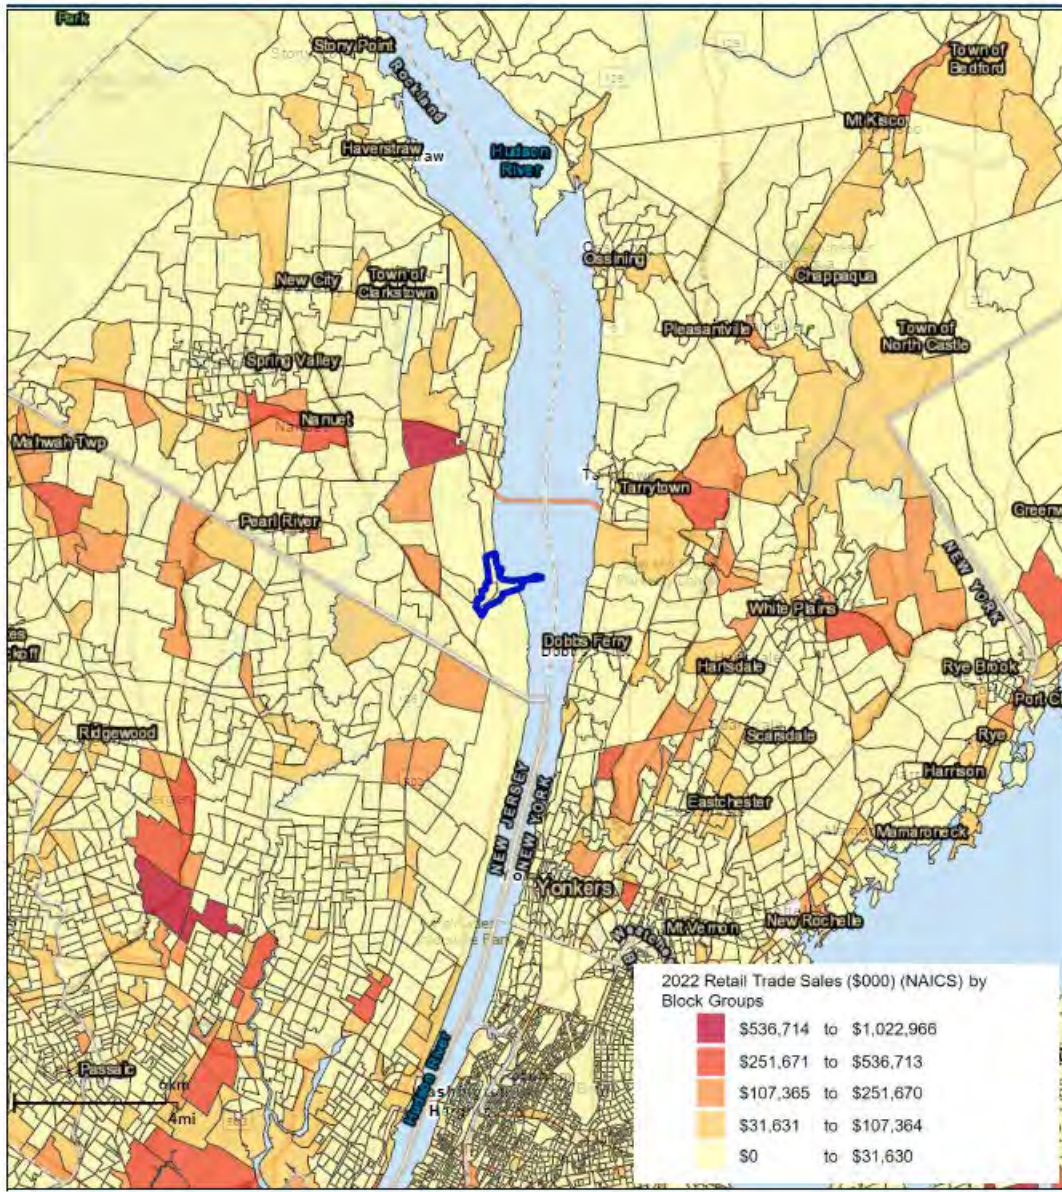 Park
Stony Point
Rockland
Haverstraw
Hudson
River
Town of
Bedford
Mt Kisco
Ossining
Chappaqua
New City
Town of
Clarkstown
Pleasantville
Town of
North Castle
Spring Valley
Nanuet
Mahwah Twp
Tarrytown
Pearl River
Greenw
NEW YORK
White Plains
Dobbs Ferry
Hartsdale
Rye Brook
Port C
Ridgewood
Scarsdale
Rye
Harrison
NEW JERSEY
NEW YORK
Eastchester
Mamaroneck
Yonkers
Mt Vernon
New Rochelle
Hudson River
Passaic
6km
4mi
2022 Retail Trade Sales ($000) (NAICS) by
Block Groups
$536,714 to $1,022,966
$251,671 to $536,713
$107,365 to $251,670
$31,631 to $107,364
$0 to $31,630